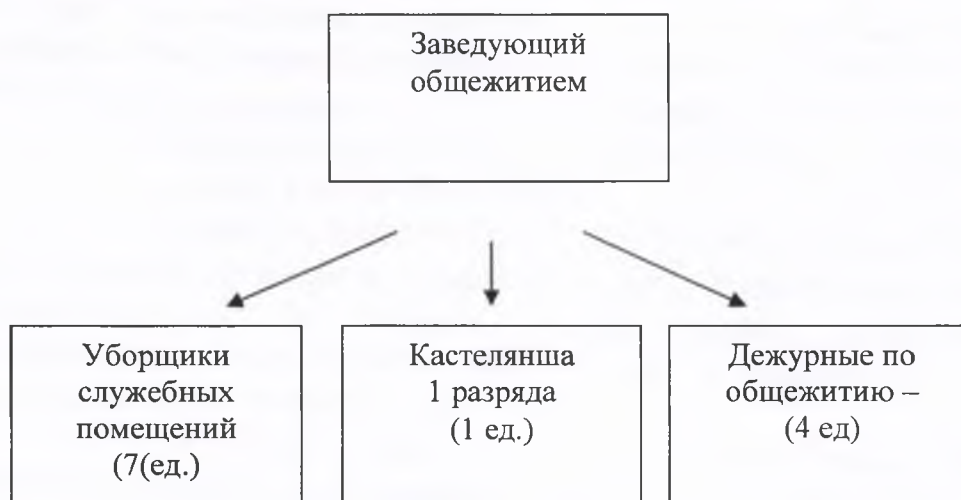 Заведующий
общежитием
Уборщики
служебных
помещений
(7(ед.)
Кастелянша
1 разряда
(1 ед.)
Дежурные по
общежитию –
(4 ед)